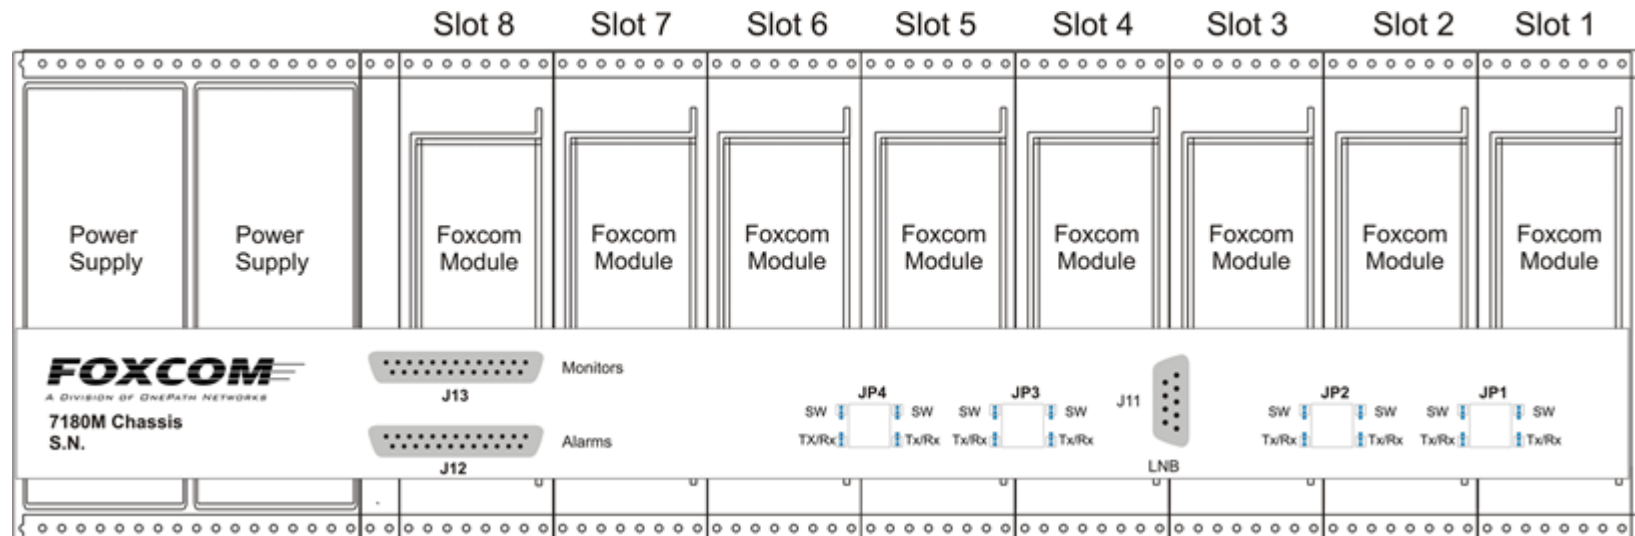 Slot 8 Slot 7 Slot 6 Slot 5 Slot 4 Slot 3 Slot 2 Slot 1
Power Supply
Power Supply
Foxcom Module
Foxcom Module
Foxcom Module
Foxcom Module
Foxcom Module
Foxcom Module
Foxcom Module
Foxcom Module
FOXCOM
A DIVISION OF ONEPATH NETWORKS
7180M Chassis
S.N.
J13
Monitors
J12
Alarms
JP4
SW SW
TX/Rx Tx/Rx
JP3
SW SW
Tx/Rx Tx/Rx
J11
LNB
JP2
SW SW
Tx/Rx Tx/Rx
JP1
SW SW
Tx/Rx Tx/Rx